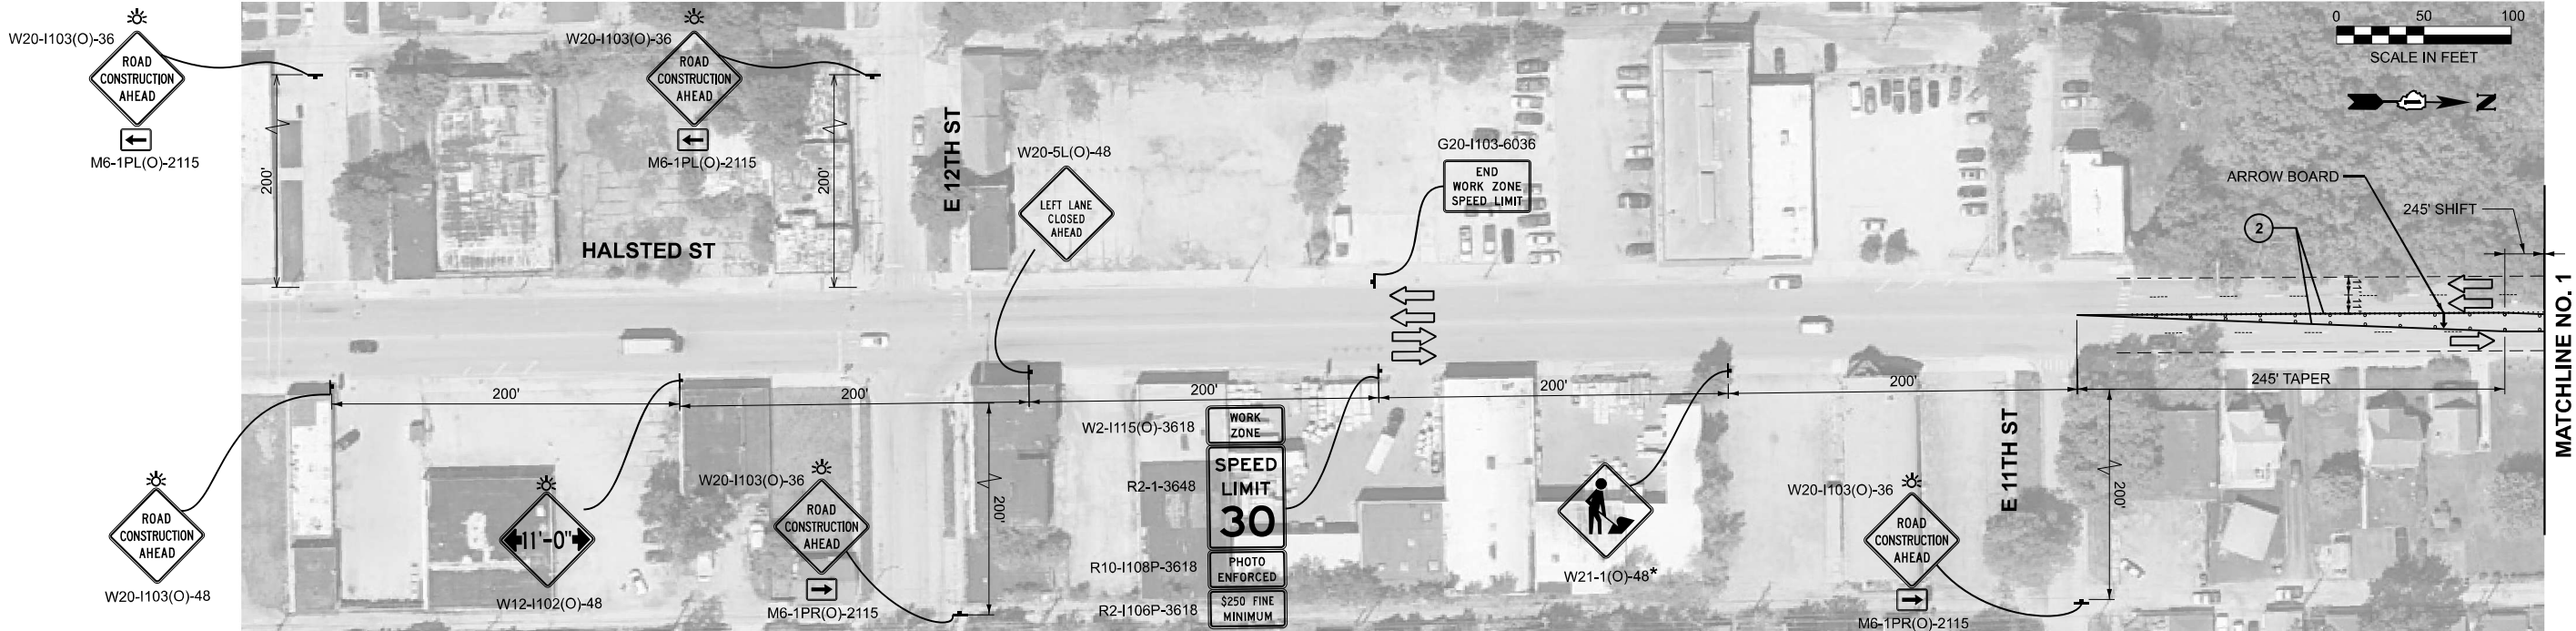 W20-I103(O)-36
ROAD
CONSTRUCTION
AHEAD
M6-1PL(O)-2115
200'
W20-I103(O)-36
ROAD
CONSTRUCTION
AHEAD
M6-1PL(O)-2115
200'
HALSTED ST
E 12TH ST
W20-5L(O)-48
LEFT LANE
CLOSED
AHEAD
G20-I103-6036
END
WORK ZONE
SPEED LIMIT
0 50 100
SCALE IN FEET
N
ARROW BOARD
245' SHIFT
2
11'
11'
MATCHLINE NO. 1
200'
200'
200'
200'
200'
245' TAPER
ROAD
CONSTRUCTION
AHEAD
W20-I103(O)-48
11'-0"
W12-I102(O)-48
W20-I103(O)-36
ROAD
CONSTRUCTION
AHEAD
M6-1PR(O)-2115
200'
W2-I115(O)-3618
WORK
ZONE
R2-1-3648
SPEED
LIMIT
30
R10-I108P-3618
PHOTO
ENFORCED
R2-I106P-3618
$250 FINE
MINIMUM
W21-1(O)-48*
W20-I103(O)-36
ROAD
CONSTRUCTION
AHEAD
M6-1PR(O)-2115
E 11TH ST
200'